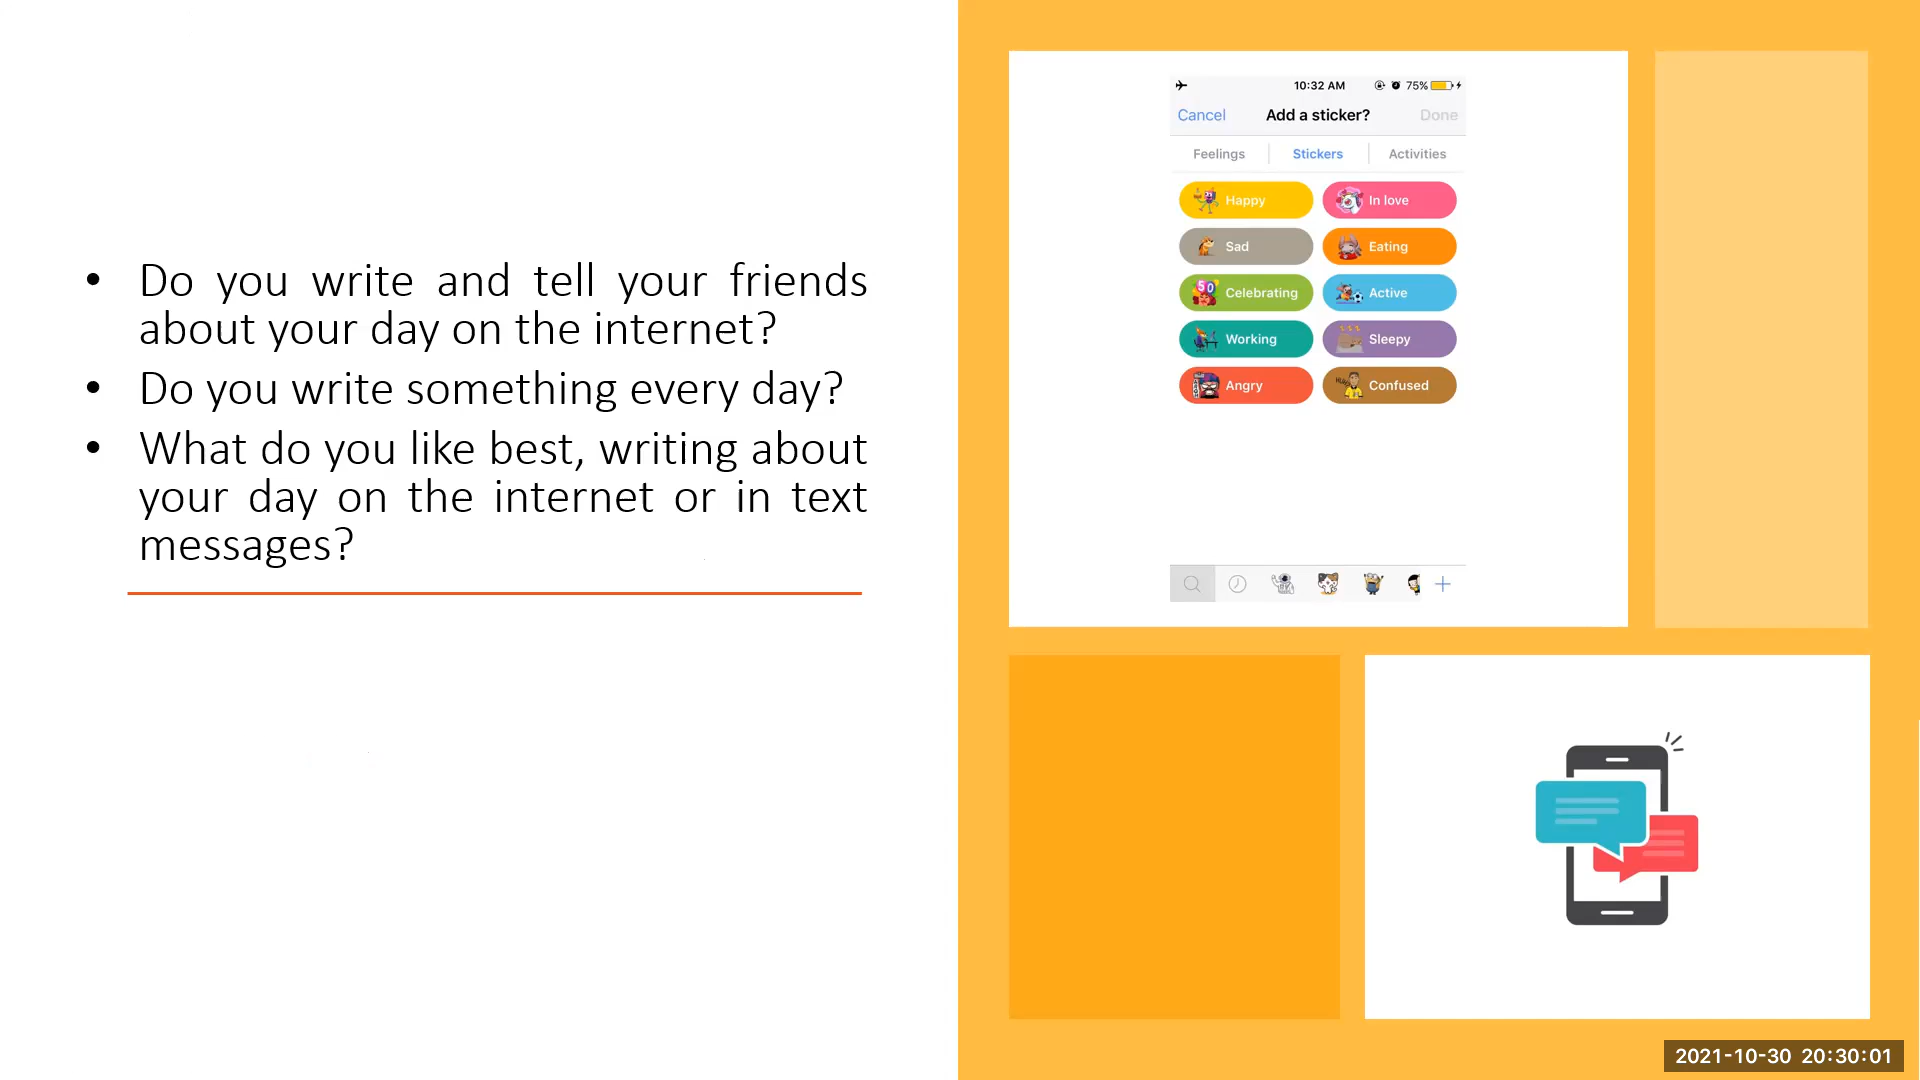 • Do you write and tell your friends
about your day on the internet?
• Do you write something every day?
• What do you like best, writing about
your day on the internet or in text
messages?
10:32 AM 75%
Cancel Add a sticker? Done
Feelings Stickers Activities
Happy In love
Sad Eating
Celebrating Active
Working Sleepy
Angry Confused
2021-10-30 20:30:01